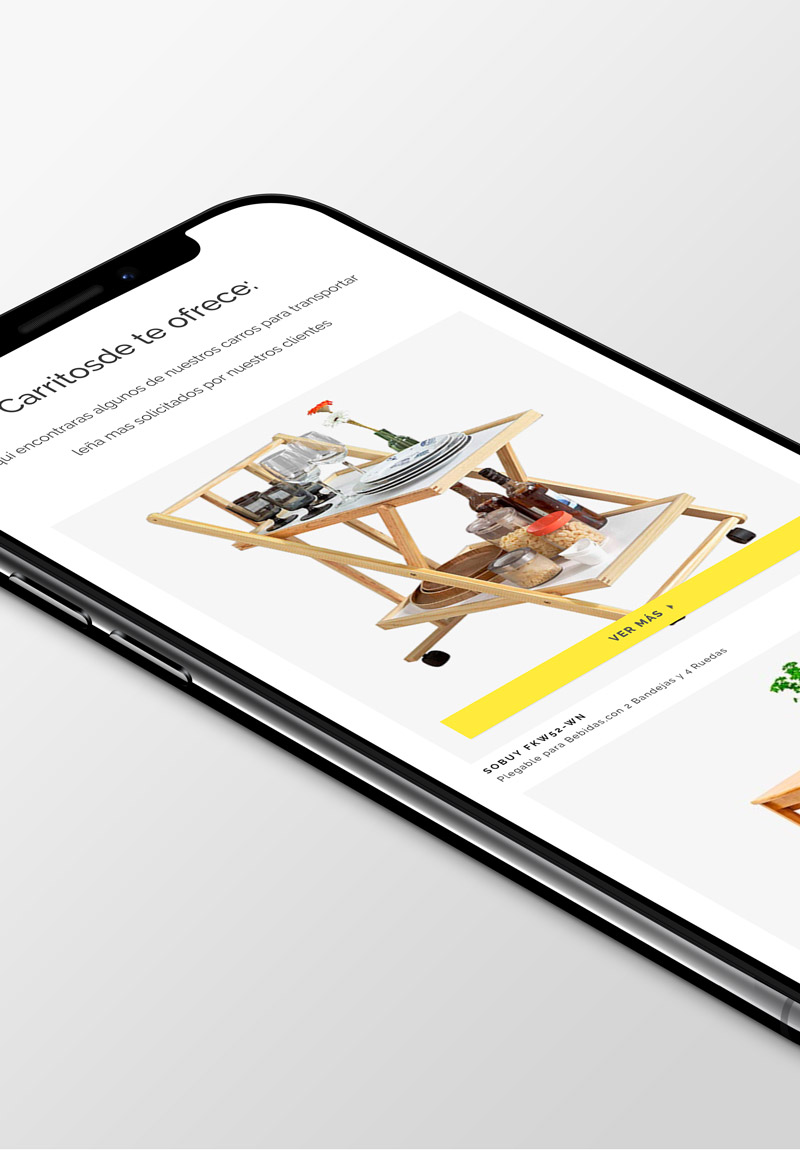 Carritosde te ofrece:
qui encontraras algunos de nuestros carros para transportar
leña mas solicitados por nuestros clientes
VER MÁS
SOBUY FKW52-WN
Plegable para Bebidas,con 2 Bandejas y 4 Ruedas